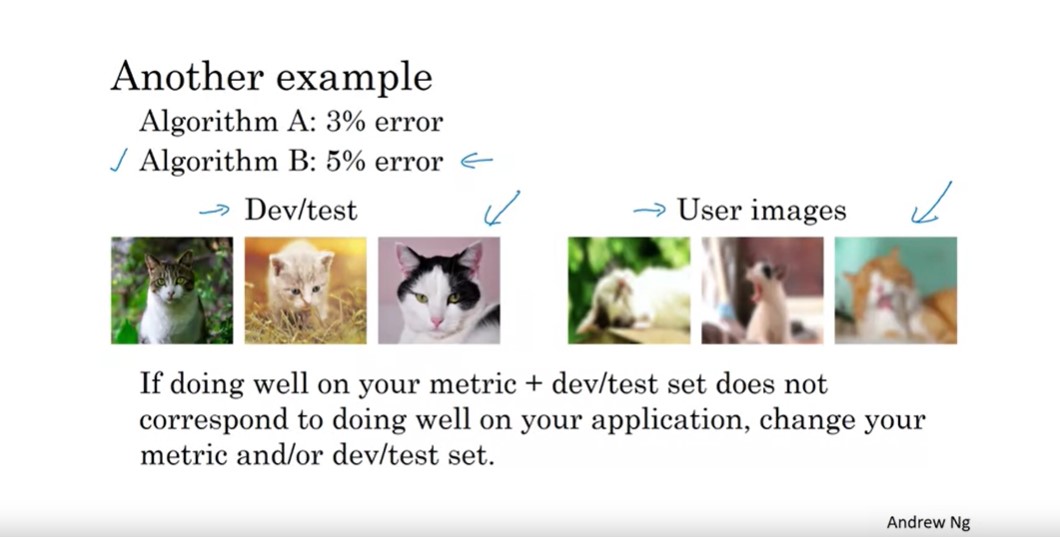 Another example
Algorithm A: 3% error
Algorithm B: 5% error
Dev/test
User images
If doing well on your metric + dev/test set does not
correspond to doing well on your application, change your
metric and/or dev/test set.
Andrew Ng